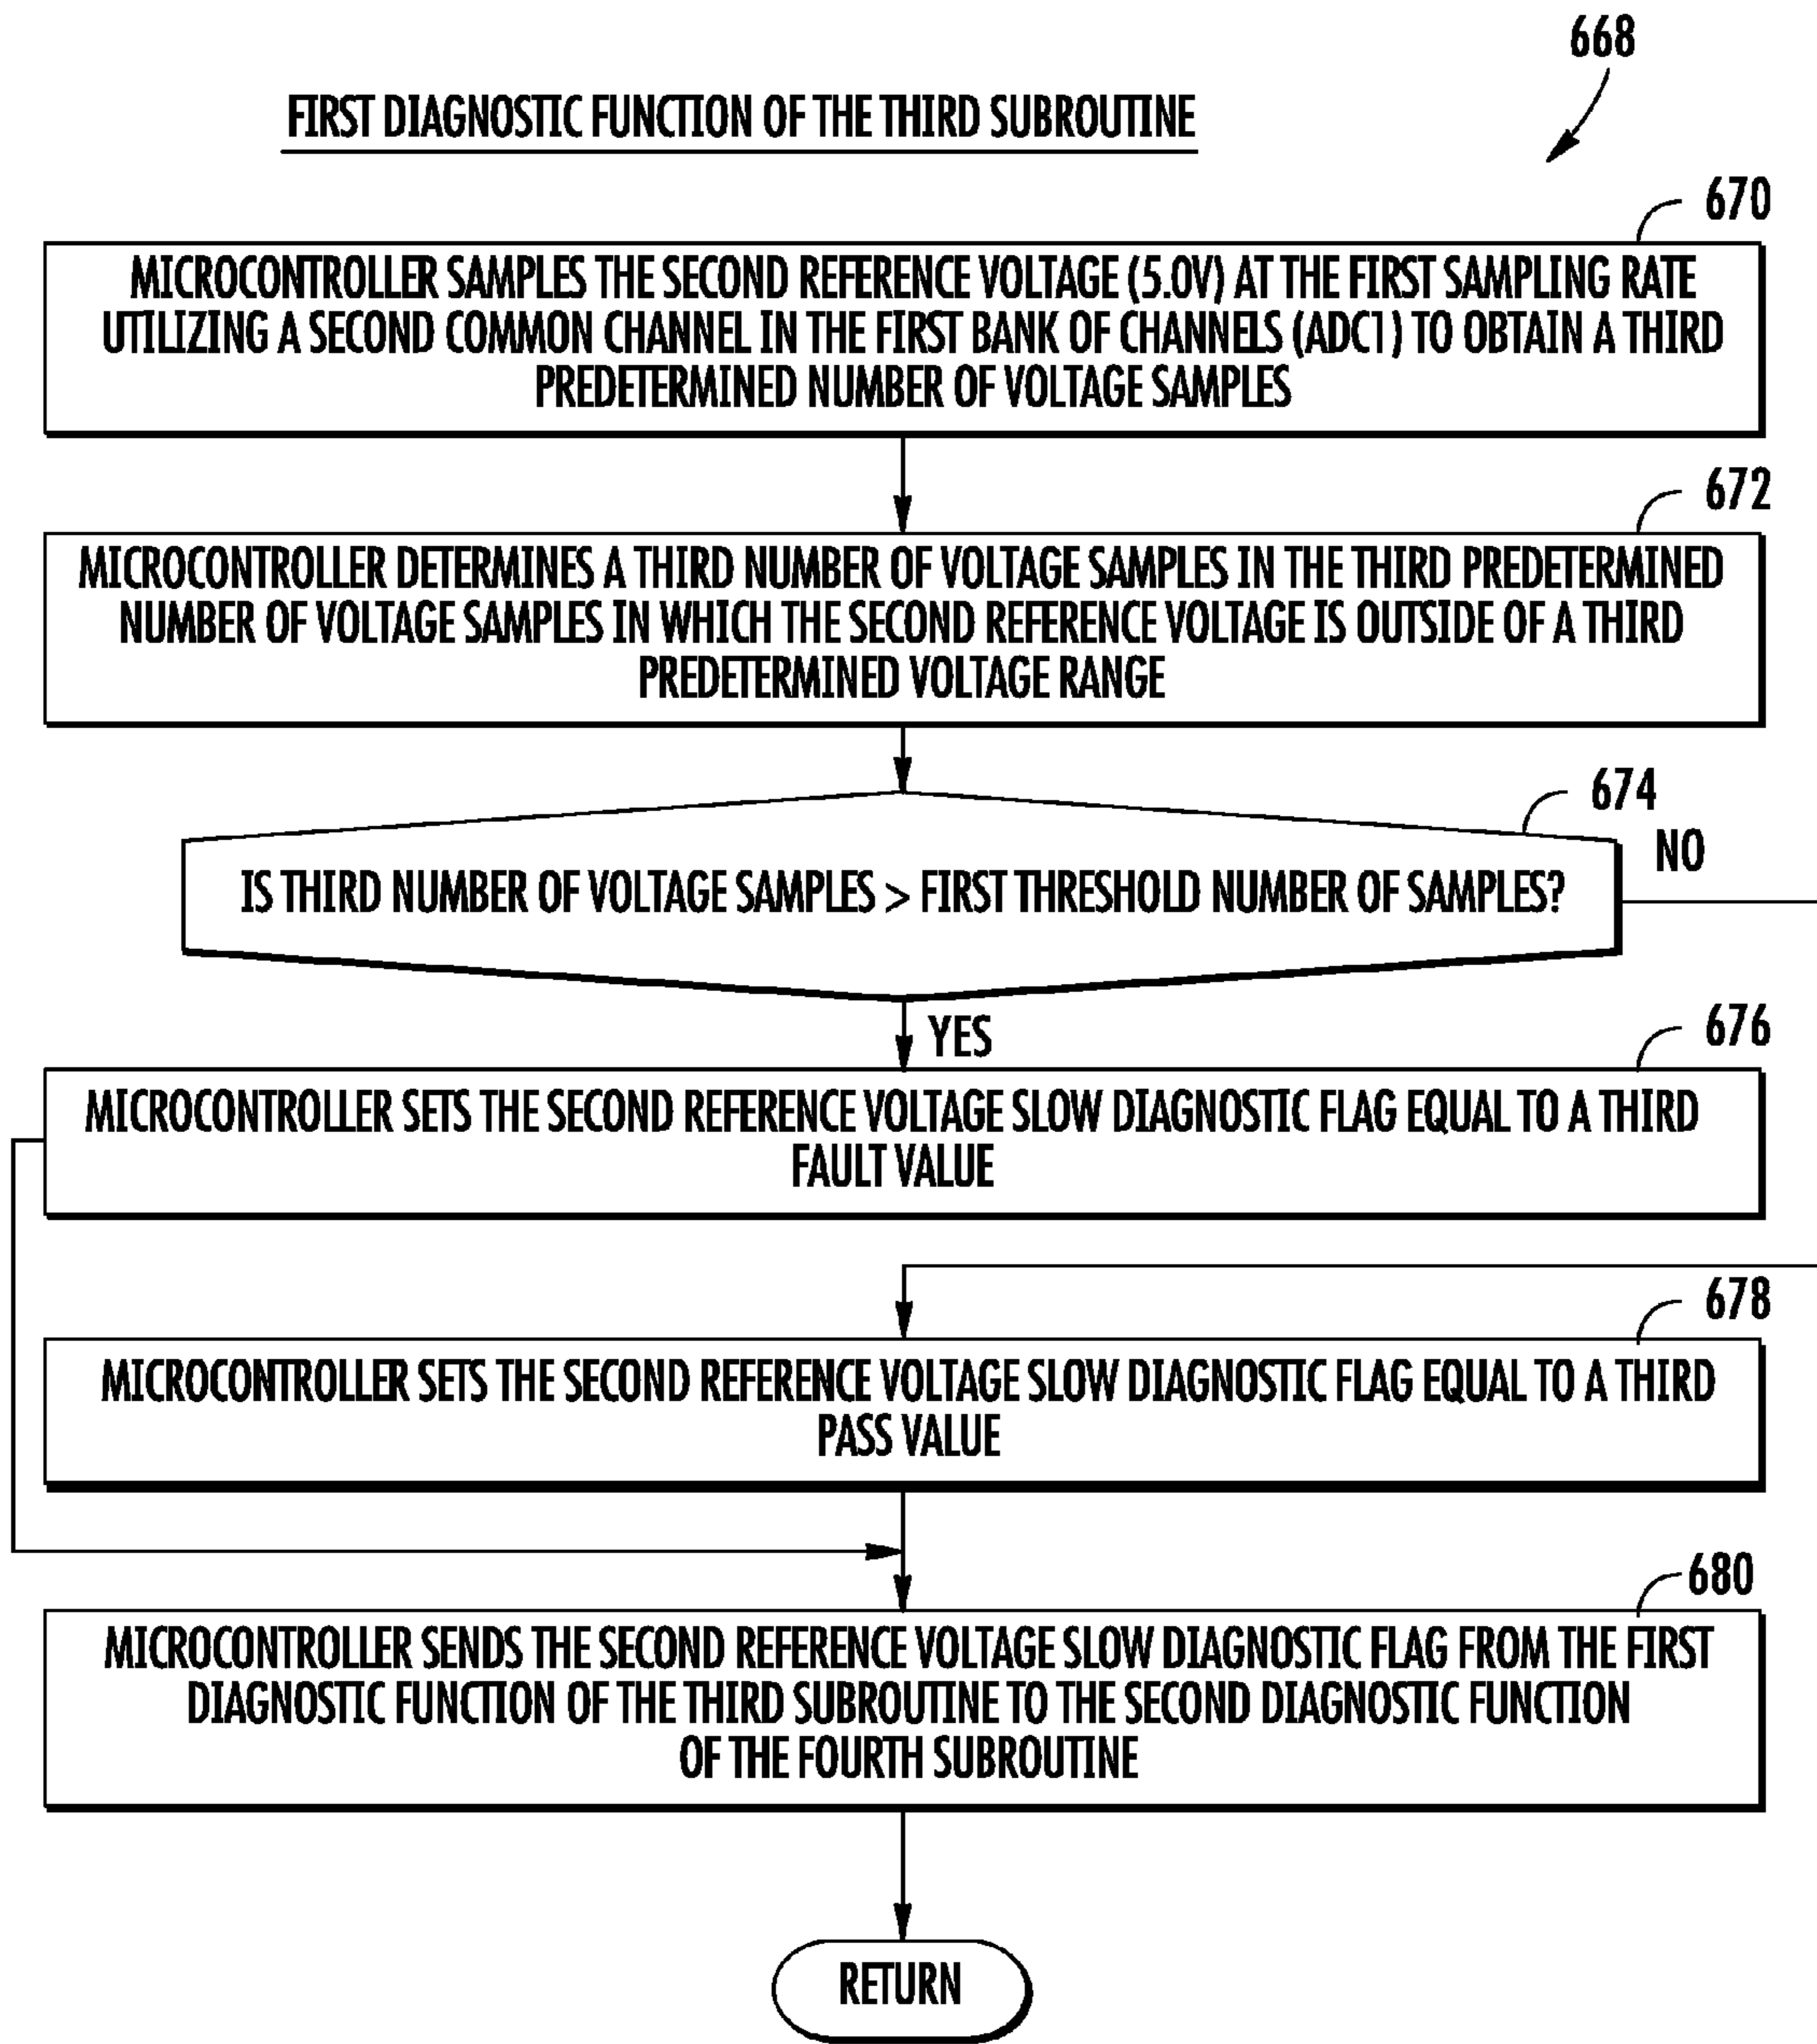 668
FIRST DIAGNOSTIC FUNCTION OF THE THIRD SUBROUTINE
670
MICROCONTROLLER SAMPLES THE SECOND REFERENCE VOLTAGE (5.0V) AT THE FIRST SAMPLING RATE
UTILIZING A SECOND COMMON CHANNEL IN THE FIRST BANK OF CHANNELS (ADC1) TO OBTAIN A THIRD
PREDETERMINED NUMBER OF VOLTAGE SAMPLES
672
MICROCONTROLLER DETERMINES A THIRD NUMBER OF VOLTAGE SAMPLES IN THE THIRD PREDETERMINED
NUMBER OF VOLTAGE SAMPLES IN WHICH THE SECOND REFERENCE VOLTAGE IS OUTSIDE OF A THIRD
PREDETERMINED VOLTAGE RANGE
674
NO
IS THIRD NUMBER OF VOLTAGE SAMPLES > FIRST THRESHOLD NUMBER OF SAMPLES?
YES
676
MICROCONTROLLER SETS THE SECOND REFERENCE VOLTAGE SLOW DIAGNOSTIC FLAG EQUAL TO A THIRD
FAULT VALUE
678
MICROCONTROLLER SETS THE SECOND REFERENCE VOLTAGE SLOW DIAGNOSTIC FLAG EQUAL TO A THIRD
PASS VALUE
680
MICROCONTROLLER SENDS THE SECOND REFERENCE VOLTAGE SLOW DIAGNOSTIC FLAG FROM THE FIRST
DIAGNOSTIC FUNCTION OF THE THIRD SUBROUTINE TO THE SECOND DIAGNOSTIC FUNCTION
OF THE FOURTH SUBROUTINE
RETURN